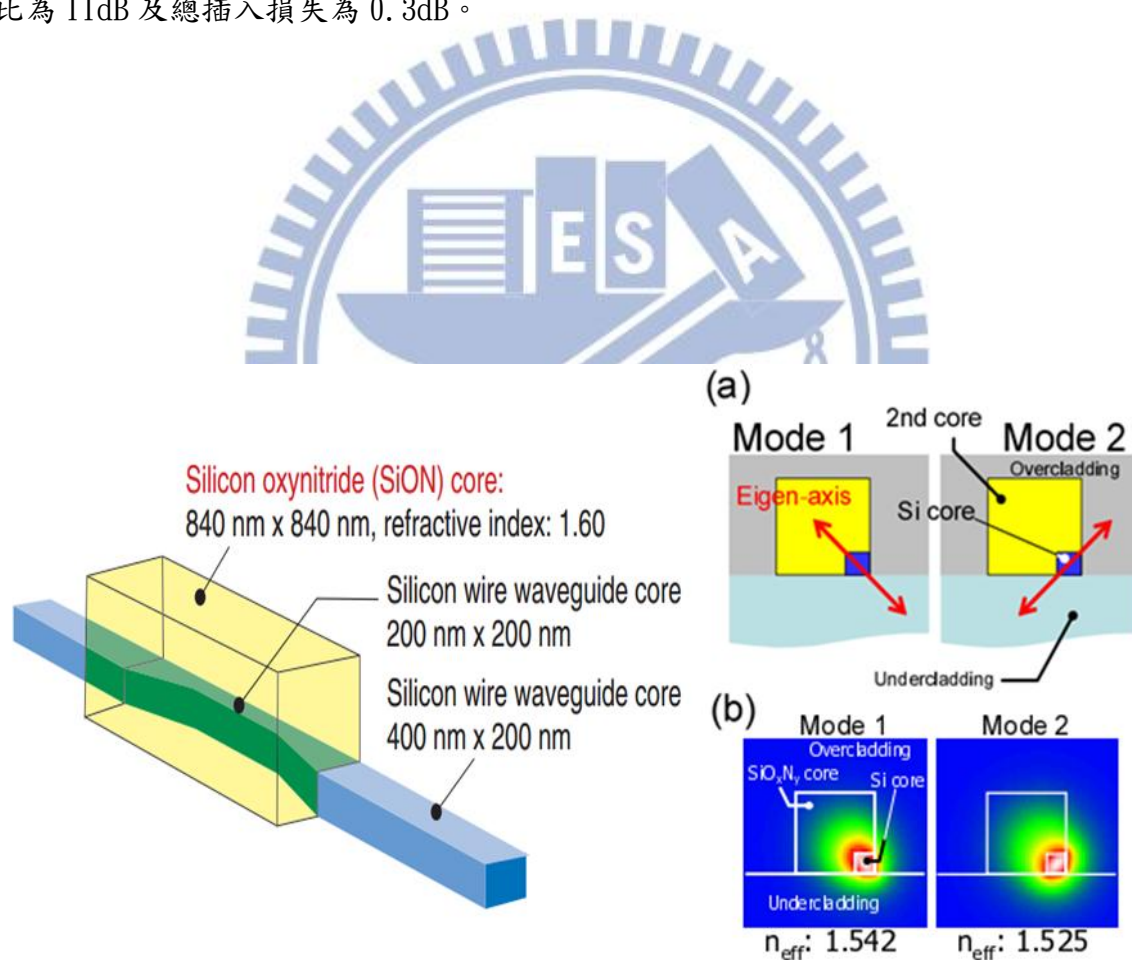 比為 11dB 及總插入損失為 0.3dB。
E S A
8
Silicon oxynitride (SiON) core:
840 nm x 840 nm, refractive index: 1.60
Silicon wire waveguide core
200 nm x 200 nm
Silicon wire waveguide core
400 nm x 200 nm
(a)
Mode 1
2nd core
Mode 2
Overcladding
Eigen-axis
Si core
Undercladding
(b)
Mode 1
Mode 2
Overcladding
SiOxNy core
Si core
Undercladding
neff: 1.542
neff: 1.525